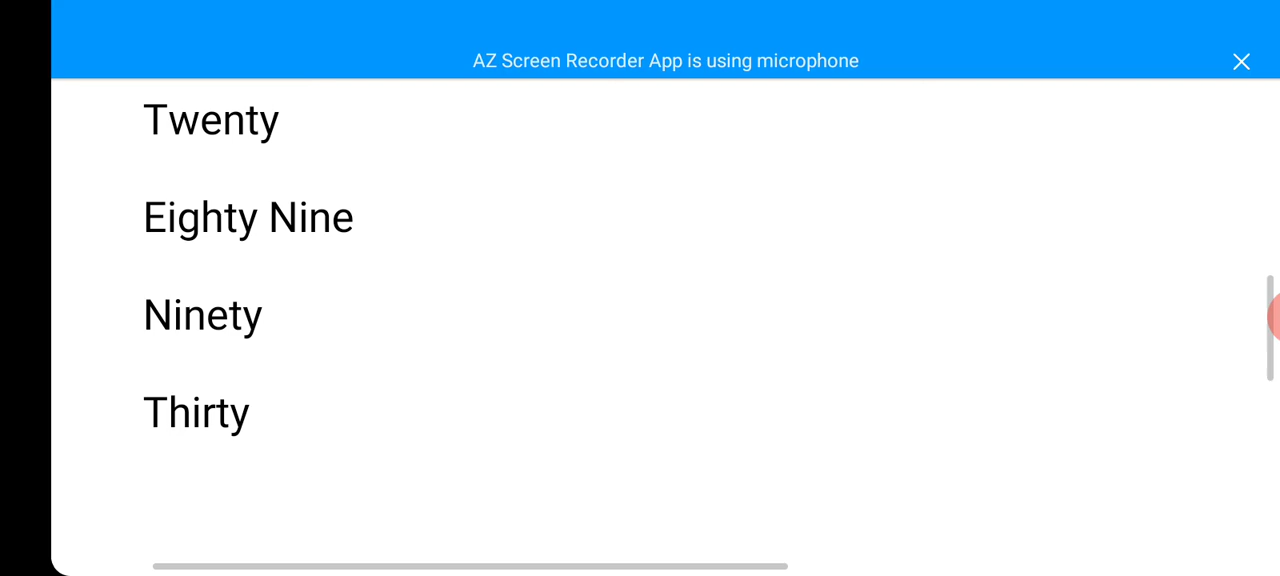 AZ Screen Recorder App is using microphone
Twenty
Eighty Nine
Ninety
Thirty